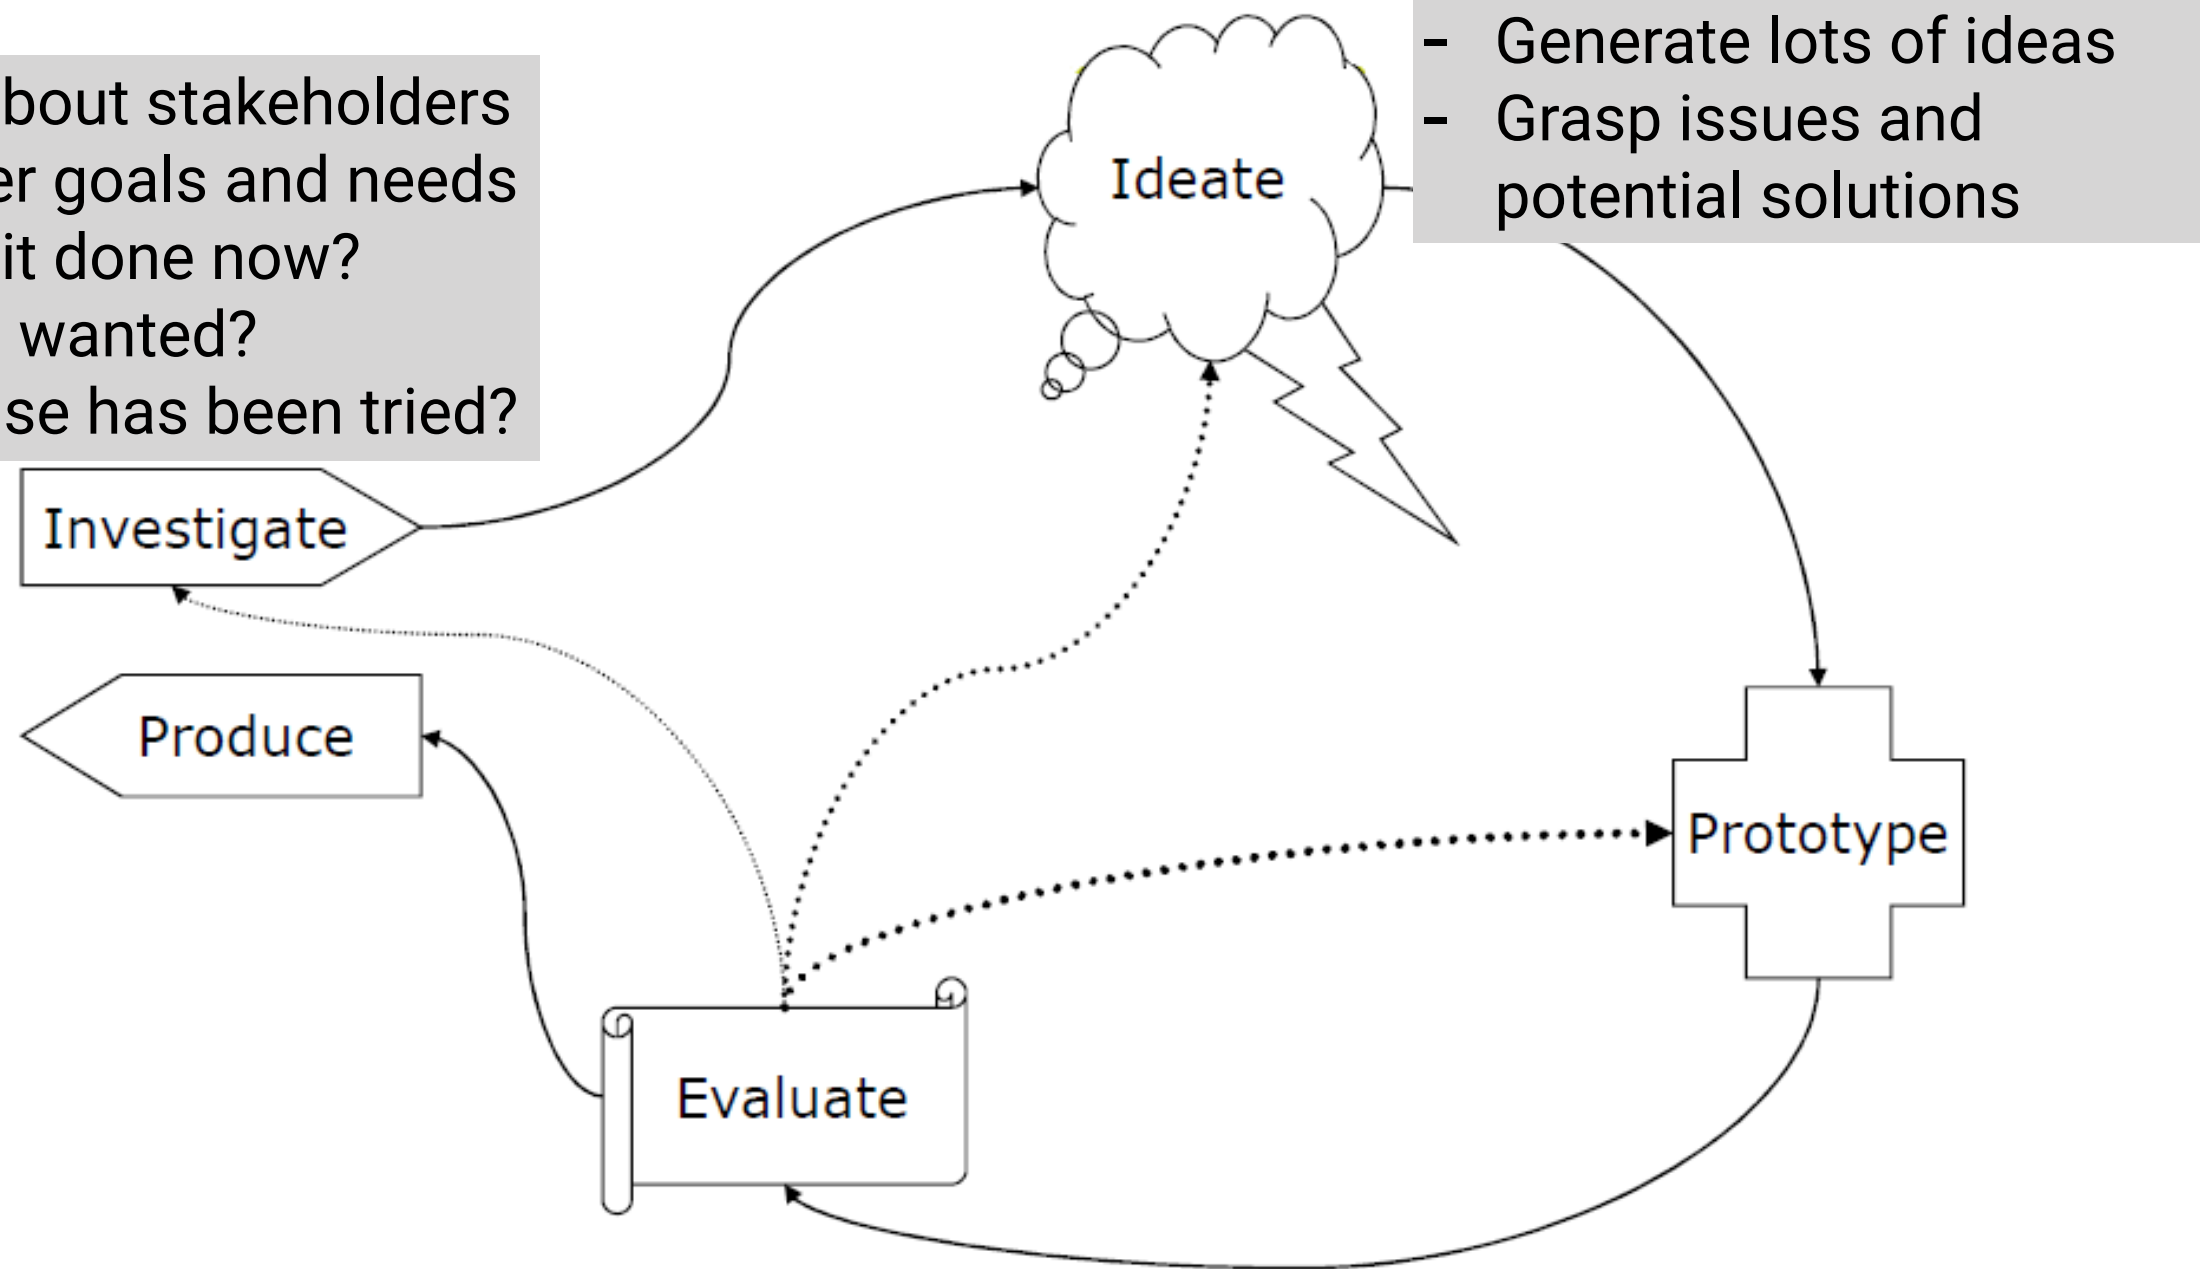 bout stakeholders
er goals and needs
it done now?
wanted?
se has been tried?
- Generate lots of ideas
- Grasp issues and
potential solutions
Ideate
Investigate
Produce
Prototype
Evaluate